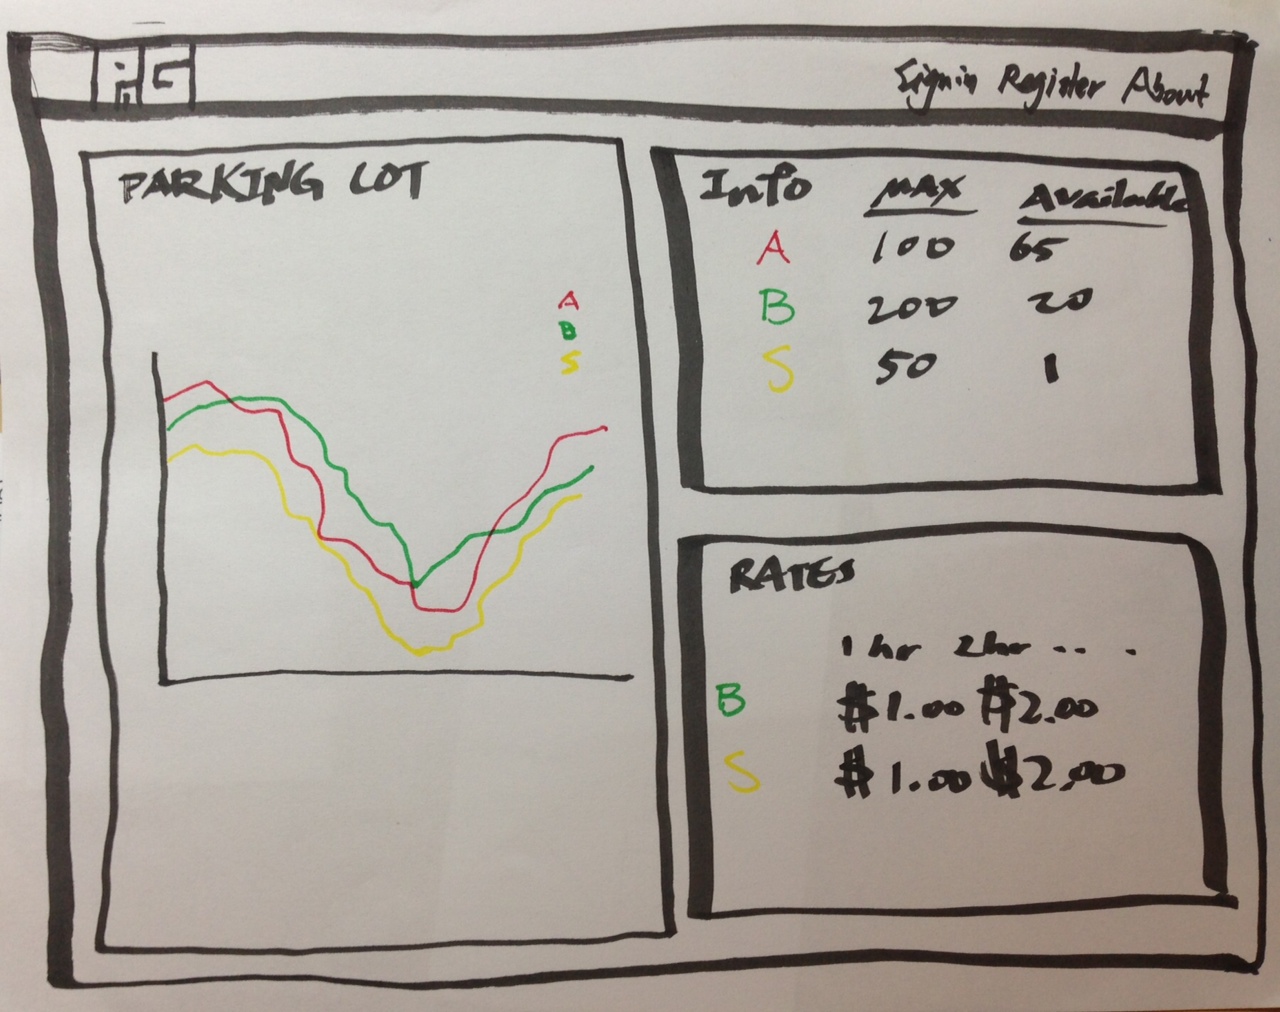 Signin Register About
PARKING LOT
A
B
S
Info MAX Available
A 100 65
B 200 20
S 50 1
RATES
1 hr 2hr .. .
B $1.00 $2.00
S $1.00 $2.00